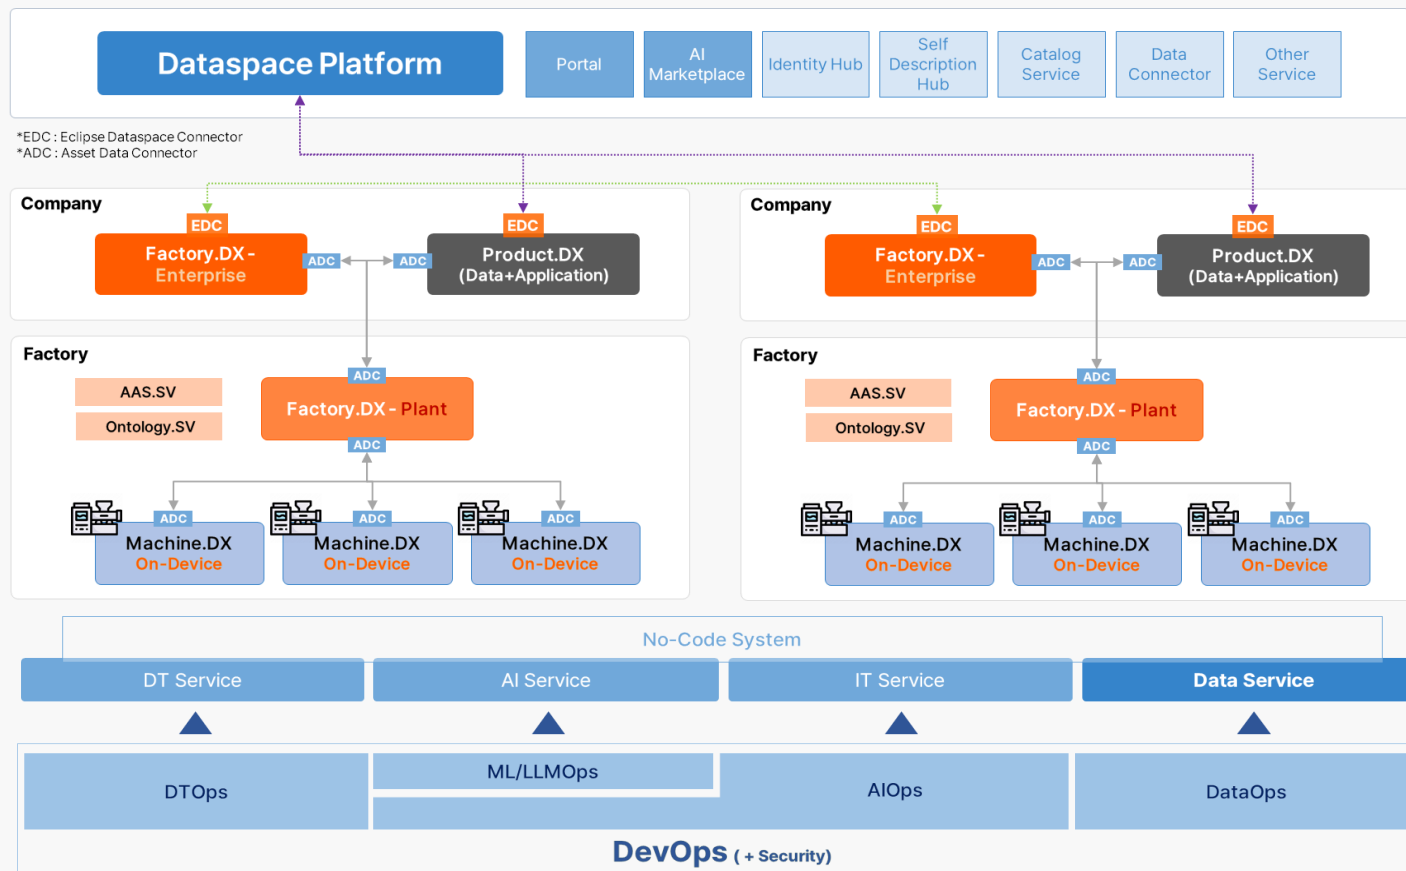 Dataspace Platform
Portal
AI
Marketplace
Identity Hub
Self
Description
Hub
Catalog
Service
Data
Connector
Other
Service
*EDC : Eclipse Dataspace Connector
*ADC : Asset Data Connector
Company
EDC
Factory.DX -
Enterprise
ADC
ADC
EDC
Product.DX
(Data+Application)
Company
EDC
Factory.DX -
Enterprise
ADC
ADC
EDC
Product.DX
(Data+Application)
Factory
AAS.SV
Ontology.SV
ADC
Factory.DX - Plant
ADC
ADC
Machine.DX
On-Device
ADC
Machine.DX
On-Device
ADC
Machine.DX
On-Device
Factory
AAS.SV
Ontology.SV
ADC
Factory.DX - Plant
ADC
ADC
Machine.DX
On-Device
ADC
Machine.DX
On-Device
ADC
Machine.DX
On-Device
No-Code System
DT Service
AI Service
IT Service
Data Service
DTOps
ML/LLMOps
AIOps
DataOps
DevOps ( + Security)